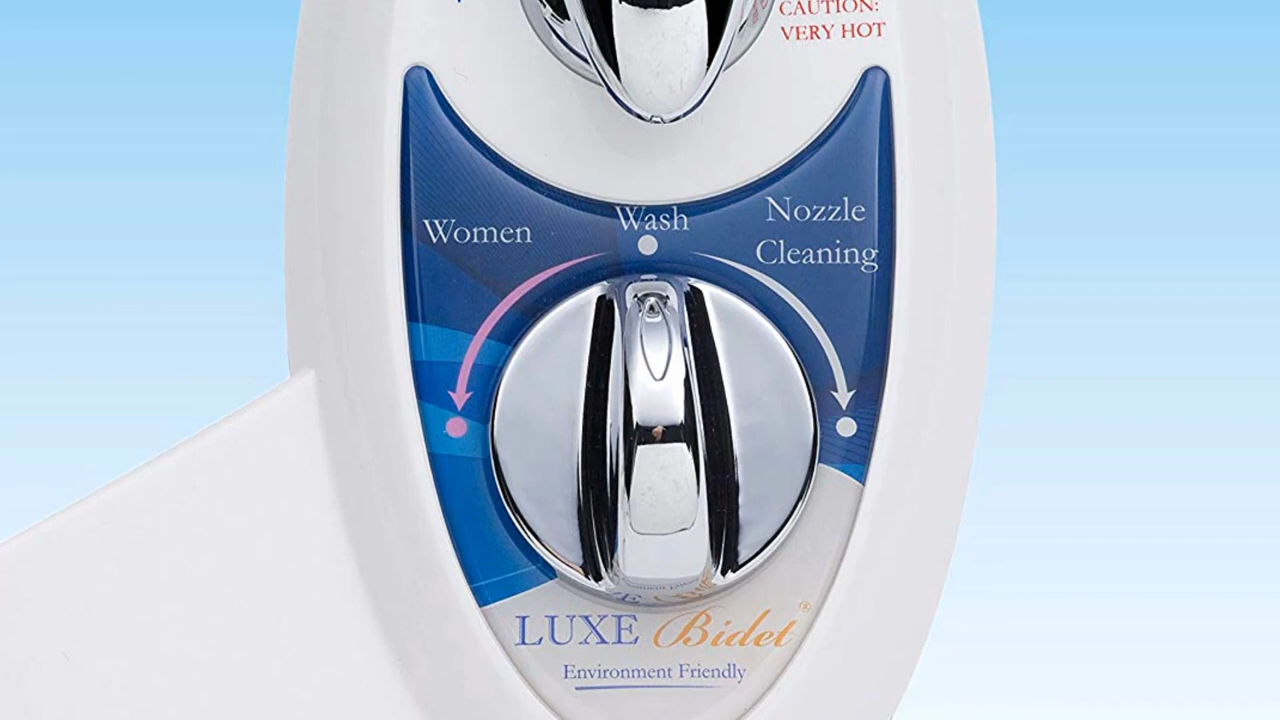 CAUTION:
VERY HOT
Women
Wash
Nozzle
Cleaning
LUXE Bidet®
Environment Friendly